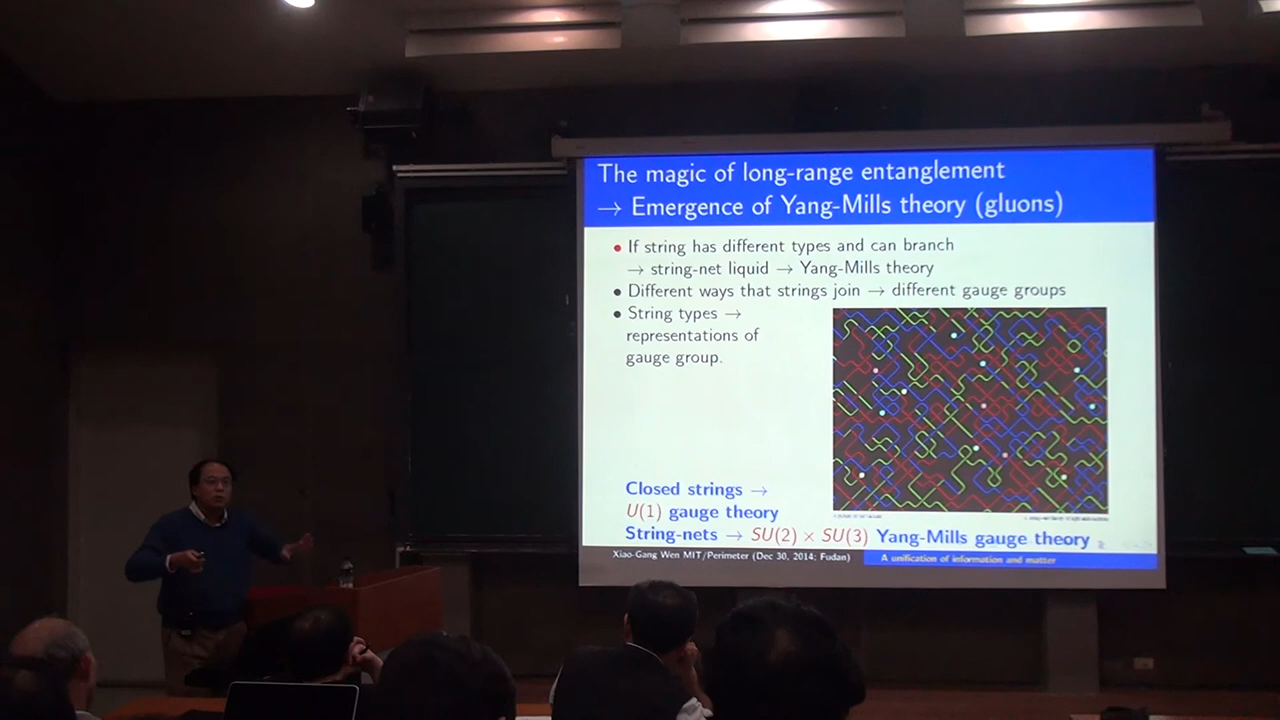 The magic of long-range entanglement
→ Emergence of Yang-Mills theory (gluons)
• If string has different types and can branch
→ string-net liquid → Yang-Mills theory
• Different ways that strings join → different gauge groups
• String types →
representations of
gauge group.
Closed strings →
U(1) gauge theory
String-nets → SU(2) × SU(3) Yang-Mills gauge theory
Xiao-Gang Wen MIT/Perimeter (Dec 30, 2014; Fudan)
A unification of information and matter